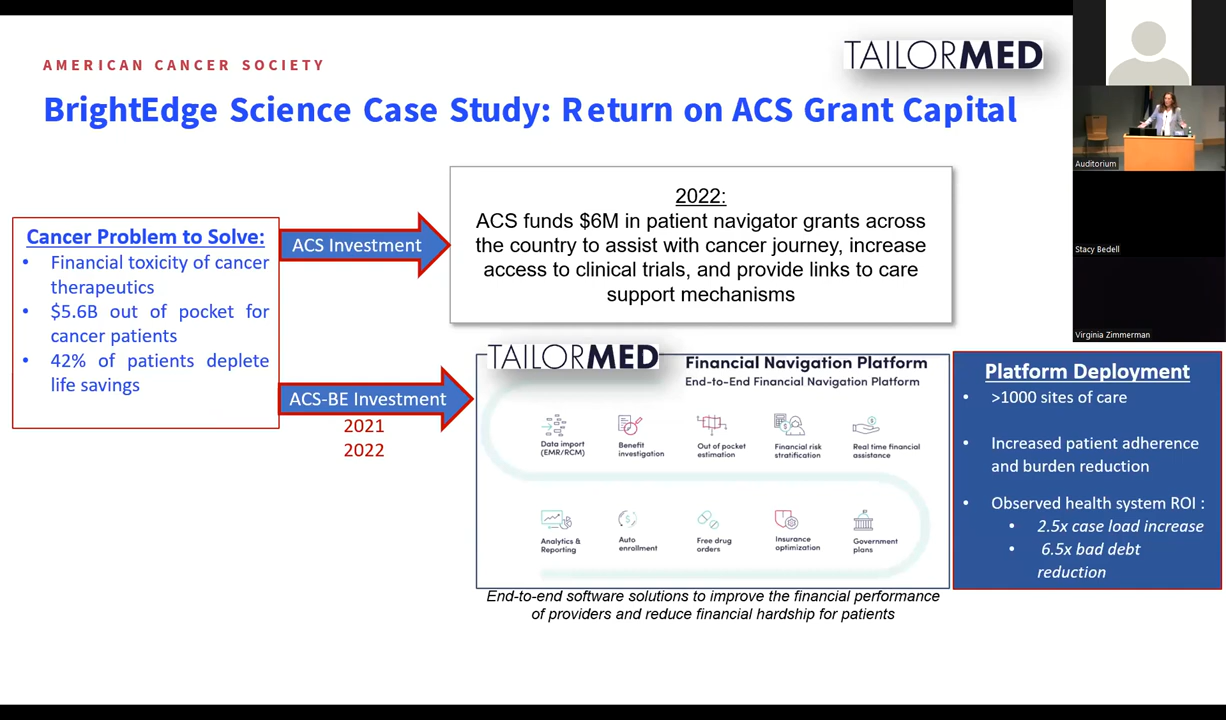 AMERICAN CANCER SOCIETY
TAILORMED
BrightEdge Science Case Study: Return on ACS Grant Capital
Cancer Problem to Solve:
• Financial toxicity of cancer
therapeutics
• $5.6B out of pocket for
cancer patients
• 42% of patients deplete
life savings
ACS Investment
2022:
ACS funds $6M in patient navigator grants across
the country to assist with cancer journey, increase
access to clinical trials, and provide links to care
support mechanisms
ACS-BE Investment
2021
2022
TAILORMED
Financial Navigation Platform
End-to-End Financial Navigation Platform
Data import
(EMR/RCM)
Benefit
investigation
Out of pocket
estimation
Financial risk
stratification
Real time financial
assistance
Analytics &
Reporting
Auto
enrollment
Free drug
orders
Insurance
optimization
Government
plans
End-to-end software solutions to improve the financial performance
of providers and reduce financial hardship for patients
Platform Deployment
• >1000 sites of care
• Increased patient adherence
and burden reduction
• Observed health system ROI :
• 2.5x case load increase
• 6.5x bad debt
reduction
Auditorium
Stacy Bedell
Virginia Zimmerman